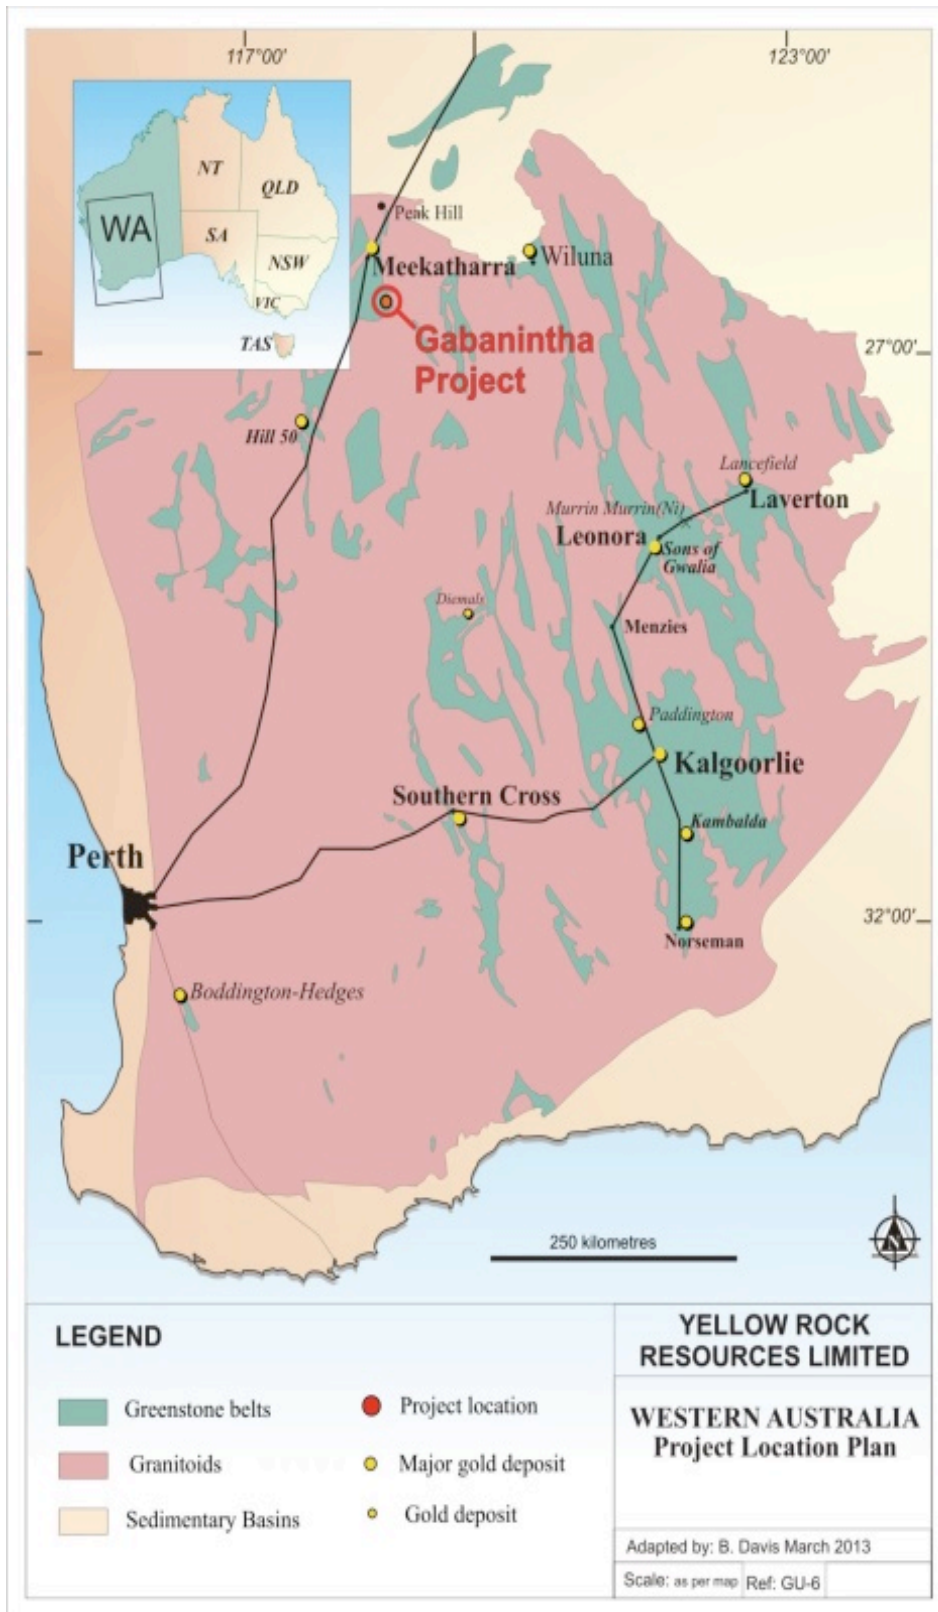 117°00'
123°00'
NT
QLD
WA
SA
NSW
VIC
TAS
Peak Hill
Meekatharra
Wiluna
Gabanintha
Project
27°00'
Hill 50
Lancefield
Laverton
Murrin Murrin(Ni)
Leonora
Sons of
Gwalia
Diemals
Menzies
Paddington
Kalgoorlie
Southern Cross
Kambalda
Perth
32°00'
Norseman
Boddington-Hedges
N
250 kilometres
LEGEND
Greenstone belts
Granitoids
Sedimentary Basins
Project location
Major gold deposit
Gold deposit
YELLOW ROCK
RESOURCES LIMITED
WESTERN AUSTRALIA
Project Location Plan
Adapted by: B. Davis March 2013
Scale: as per map Ref: GU-6